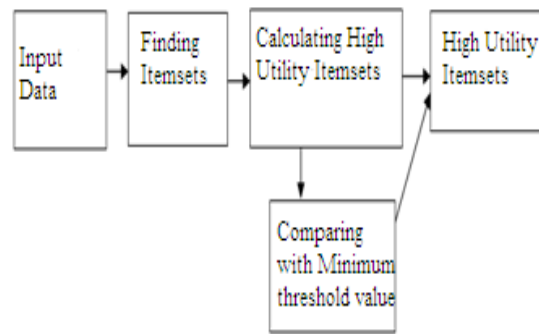 Input
Data
Finding
Itemsets
Calculating High
Utility Itemsets
High Utility
Itemsets
Comparing
with Minimum
threshold value